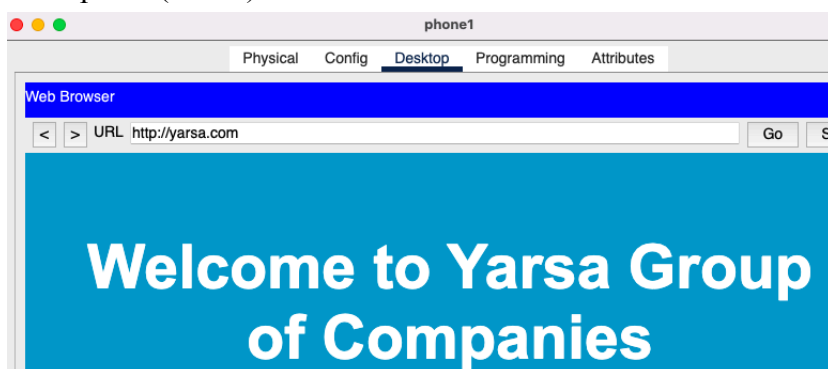 phone1
Physical Config Desktop Programming Attributes
Web Browser
< > URL http://yarsa.com Go S
Welcome to Yarsa Group
of Companies